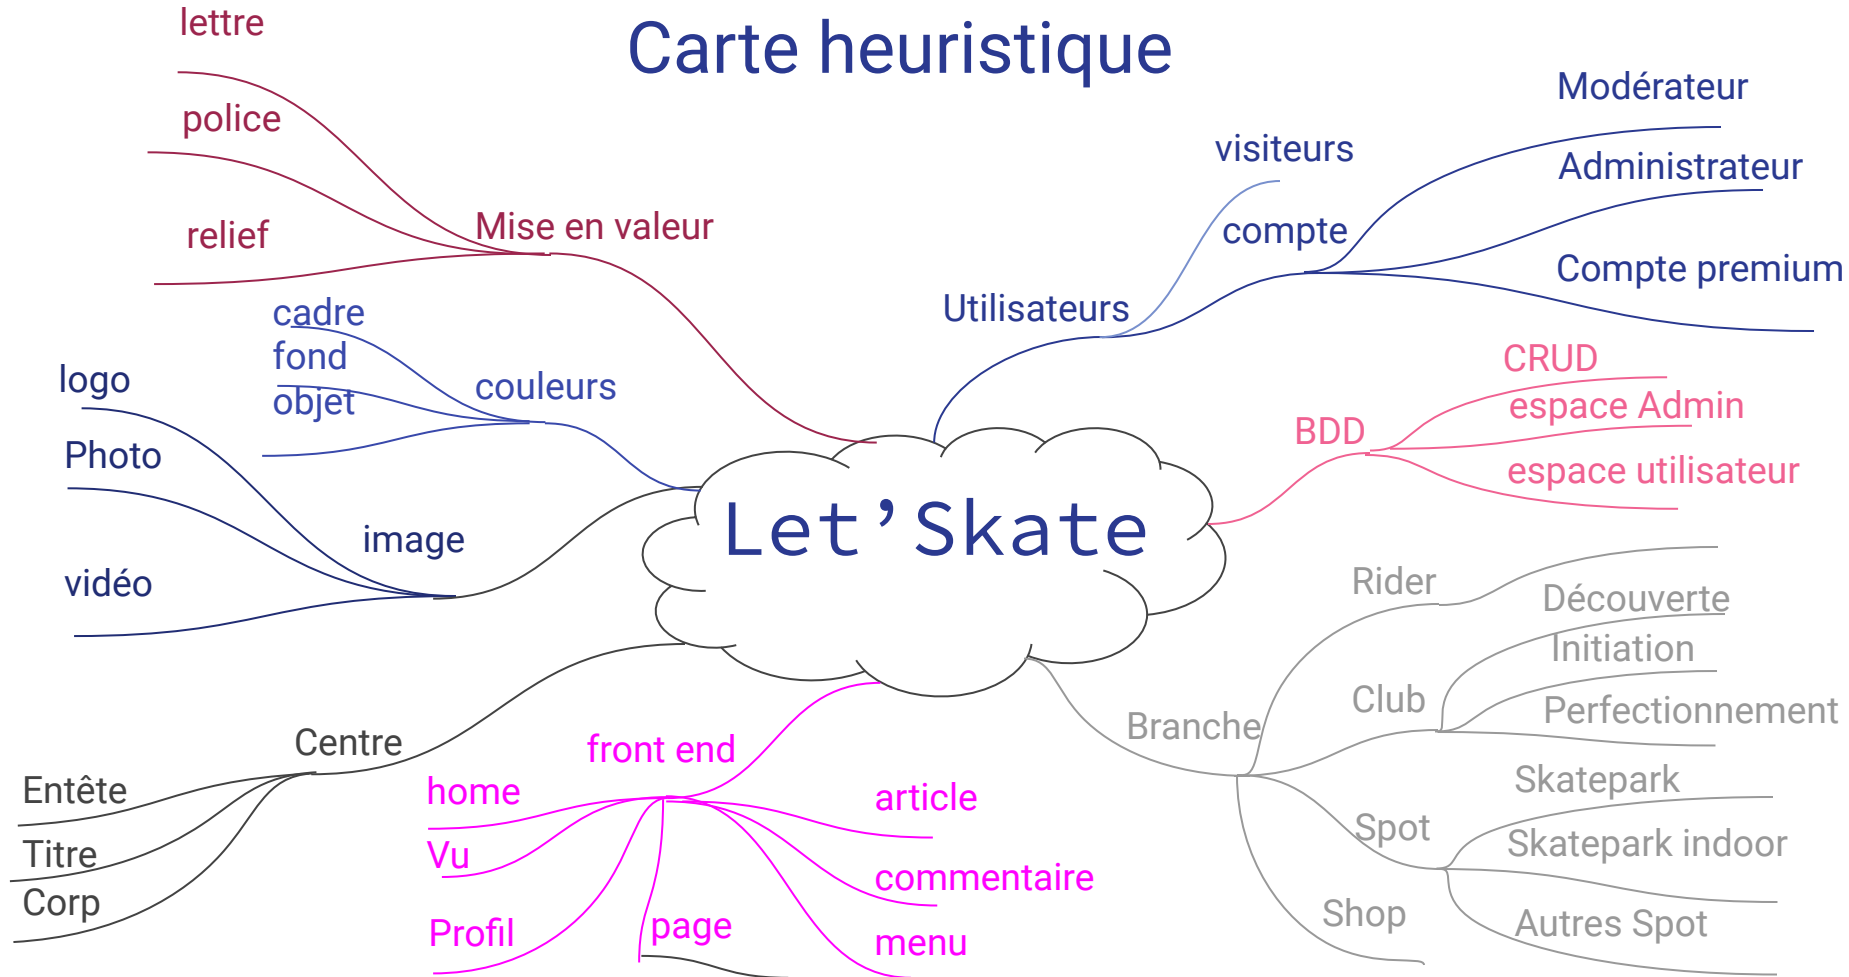 Carte heuristique
lettre
police
relief
Mise en valeur
cadre
fond
objet
couleurs
logo
Photo
vidéo
image
Let’Skate
visiteurs
compte
Utilisateurs
Modérateur
Administrateur
Compte premium
BDD
CRUD
espace Admin
espace utilisateur
Centre
Entête
Titre
Corp
front end
home
Vu
Profil
page
article
commentaire
menu
Branche
Rider
Club
Découverte
Initiation
Perfectionnement
Spot
Skatepark
Skatepark indoor
Autres Spot
Shop